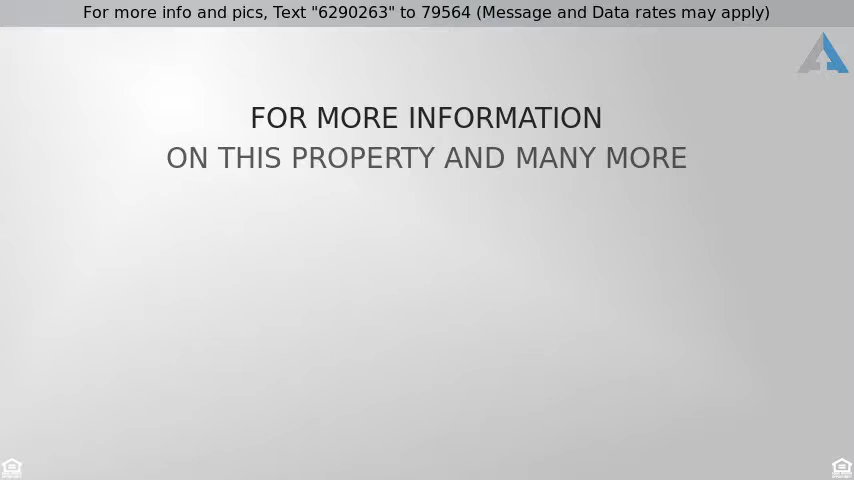 For more info and pics, Text "6290263" to 79564 (Message and Data rates may apply)
FOR MORE INFORMATION
ON THIS PROPERTY AND MANY MORE